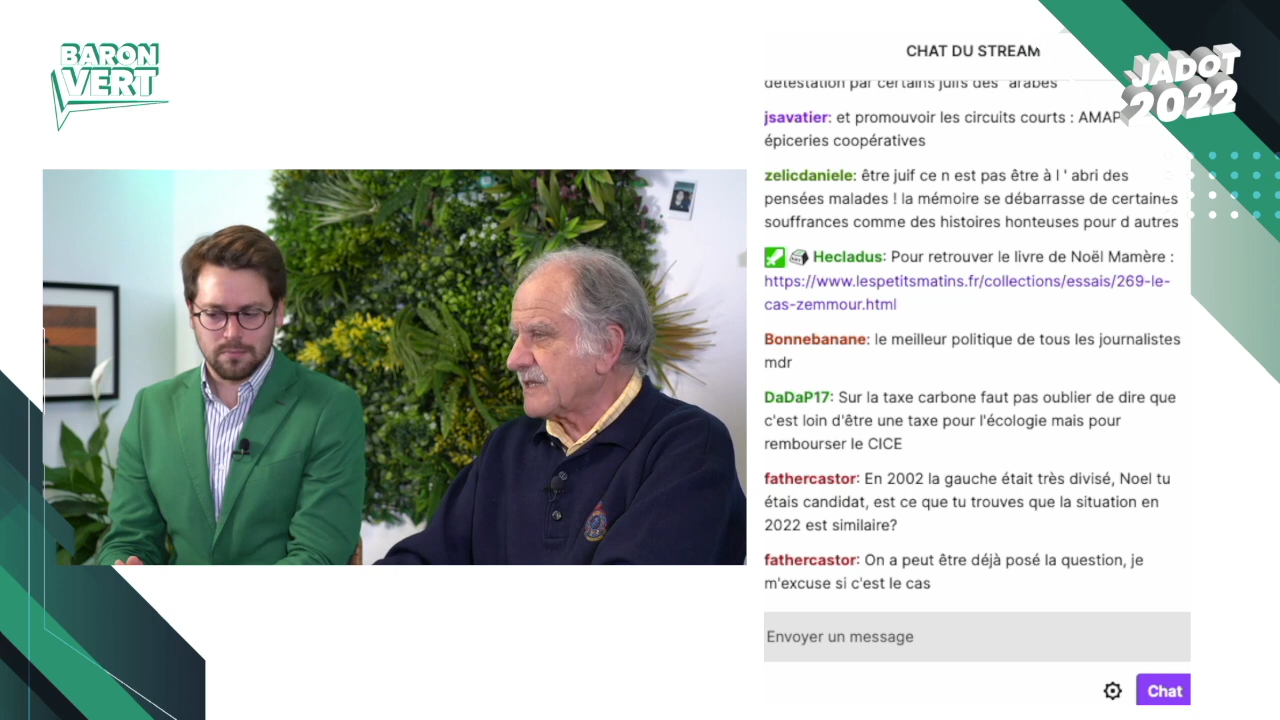 BARON
VERT
CHAT DU STREAM
JADOT
2022
détestation par certains juifs des "arabes"
jsavatier: et promouvoir les circuits courts : AMAP
épiceries coopératives
zelicdaniele: être juif ce n est pas être à l ' abri des
pensées malades ! la mémoire se débarrasse de certaines
souffrances comme des histoires honteuses pour d autres
Hecladus: Pour retrouver le livre de Noël Mamère :
https://www.lespetitsmatins.fr/collections/essais/269-le-
cas-zemmour.html
Bonnebanane: le meilleur politique de tous les journalistes
mdr
DaDaP17: Sur la taxe carbone faut pas oublier de dire que
c'est loin d'être une taxe pour l'écologie mais pour
rembourser le CICE
fathercastor: En 2002 la gauche était très divisé, Noel tu
étais candidat, est ce que tu trouves que la situation en
2022 est similaire?
fathercastor: On a peut être déjà posé la question, je
m'excuse si c'est le cas
Envoyer un message
Chat